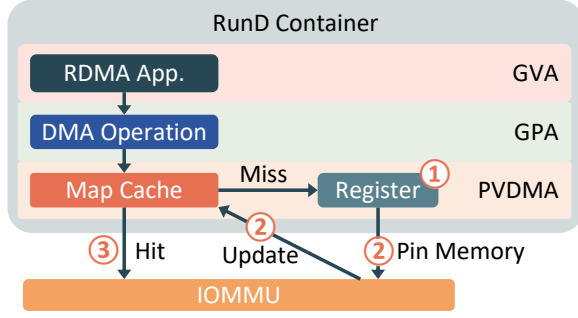 RunD Container
RDMA App.
GVA
DMA Operation
GPA
Map Cache
Miss
Register
1
PVDMA
3
Hit
2
Update
2
Pin Memory
IOMMU